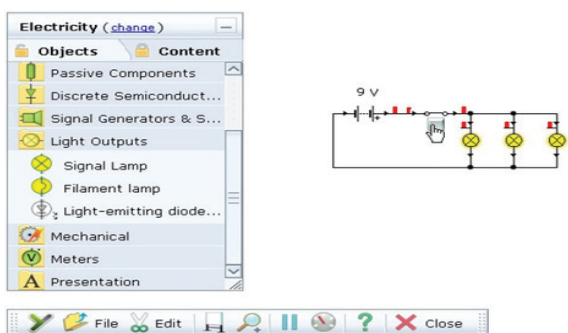 Electricity (change)
Objects
Content
Passive Components
Discrete Semiconduct...
Signal Generators & S...
Light Outputs
Signal Lamp
Filament lamp
Light-emitting diode...
Mechanical
V Meters
A Presentation
9 V
File
Edit
?
Close